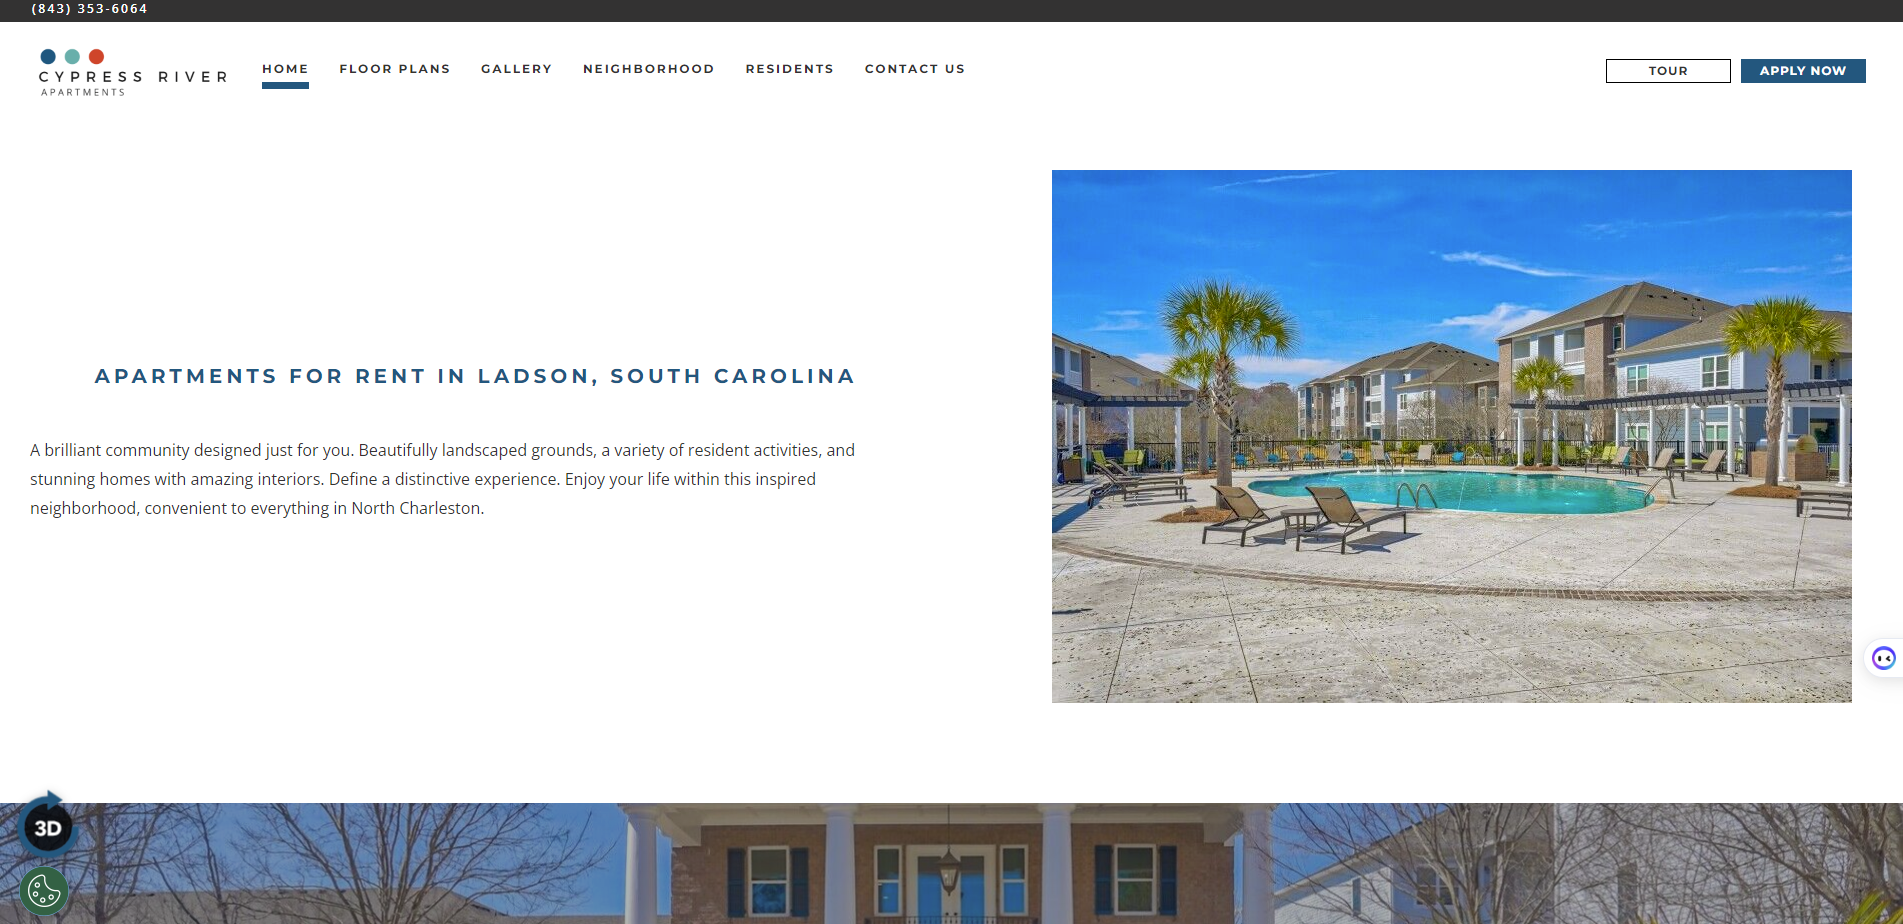 (843) 353-6064
CYPRESS RIVER
APARTMENTS
HOME
FLOOR PLANS
GALLERY
NEIGHBORHOOD
RESIDENTS
CONTACT US
TOUR
APPLY NOW
APARTMENTS FOR RENT IN LADSON, SOUTH CAROLINA
A brilliant community designed just for you. Beautifully landscaped grounds, a variety of resident activities, and
stunning homes with amazing interiors. Define a distinctive experience. Enjoy your life within this inspired
neighborhood, convenient to everything in North Charleston.
3D